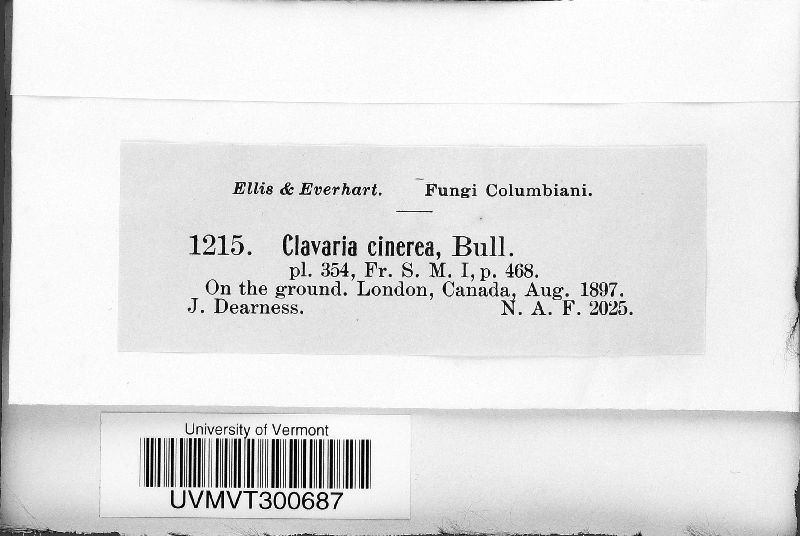 Ellis & Everhart. Fungi Columbiani.
1215. Clavaria cinerea, Bull.
pl. 354, Fr. S. M. I, p. 468.
On the ground. London, Canada, Aug. 1897.
J. Dearness. N. A. F. 2025.
University of Vermont
UVMVT300687